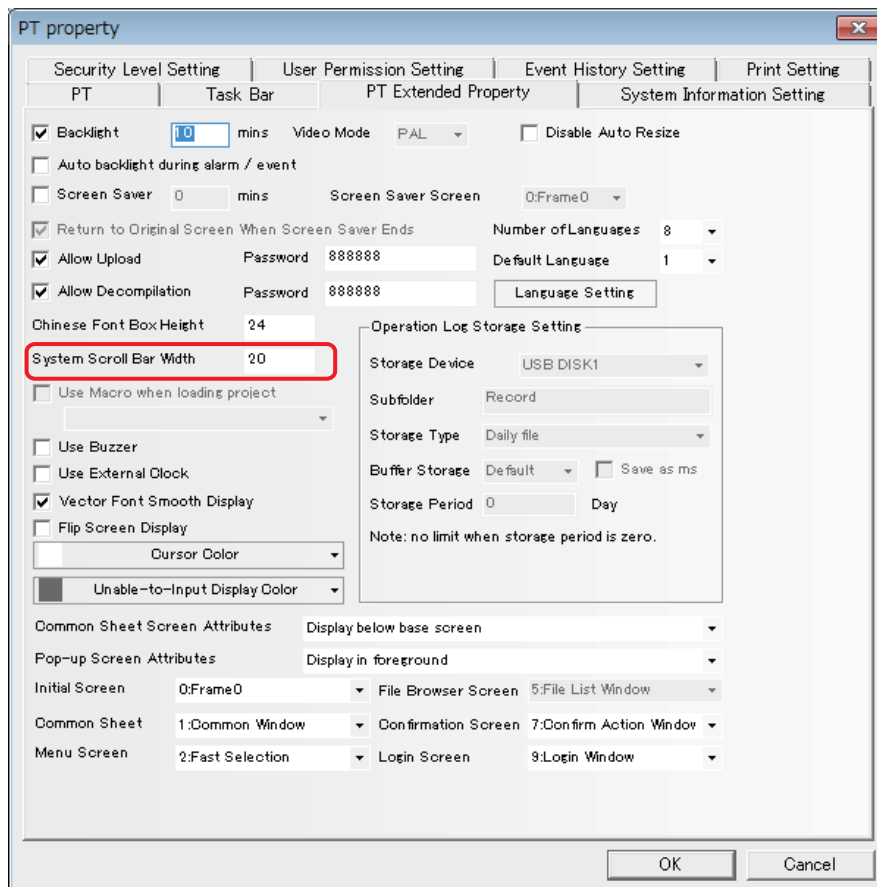 PT property
Security Level Setting User Permission Setting Event History Setting Print Setting
PT Task Bar PT Extended Property System Information Setting
Backlight 10 mins Video Mode PAL Disable Auto Resize
Auto backlight during alarm / event
Screen Saver 0 mins Screen Saver Screen 0:Frame0
Return to Original Screen When Screen Saver Ends Number of Languages 8
Allow Upload Password 888888 Default Language 1
Allow Decompilation Password 888888 Language Setting
Chinese Font Box Height 24 Operation Log Storage Setting
System Scroll Bar Width 20 Storage Device USB DISK1
Use Macro when loading project Subfolder Record
Storage Type Daily file
Use Buzzer
Use External Clock Buffer Storage Default Save as ms
Vector Font Smooth Display Storage Period 0 Day
Flip Screen Display Note: no limit when storage period is zero.
Cursor Color
Unable-to-Input Display Color
Common Sheet Screen Attributes Display below base screen
Pop-up Screen Attributes Display in foreground
Initial Screen 0:Frame0 File Browser Screen 5:File List Window
Common Sheet 1:Common Window Confirmation Screen 7:Confirm Action Windov
Menu Screen 2:Fast Selection Login Screen 9:Login Window
OK Cancel